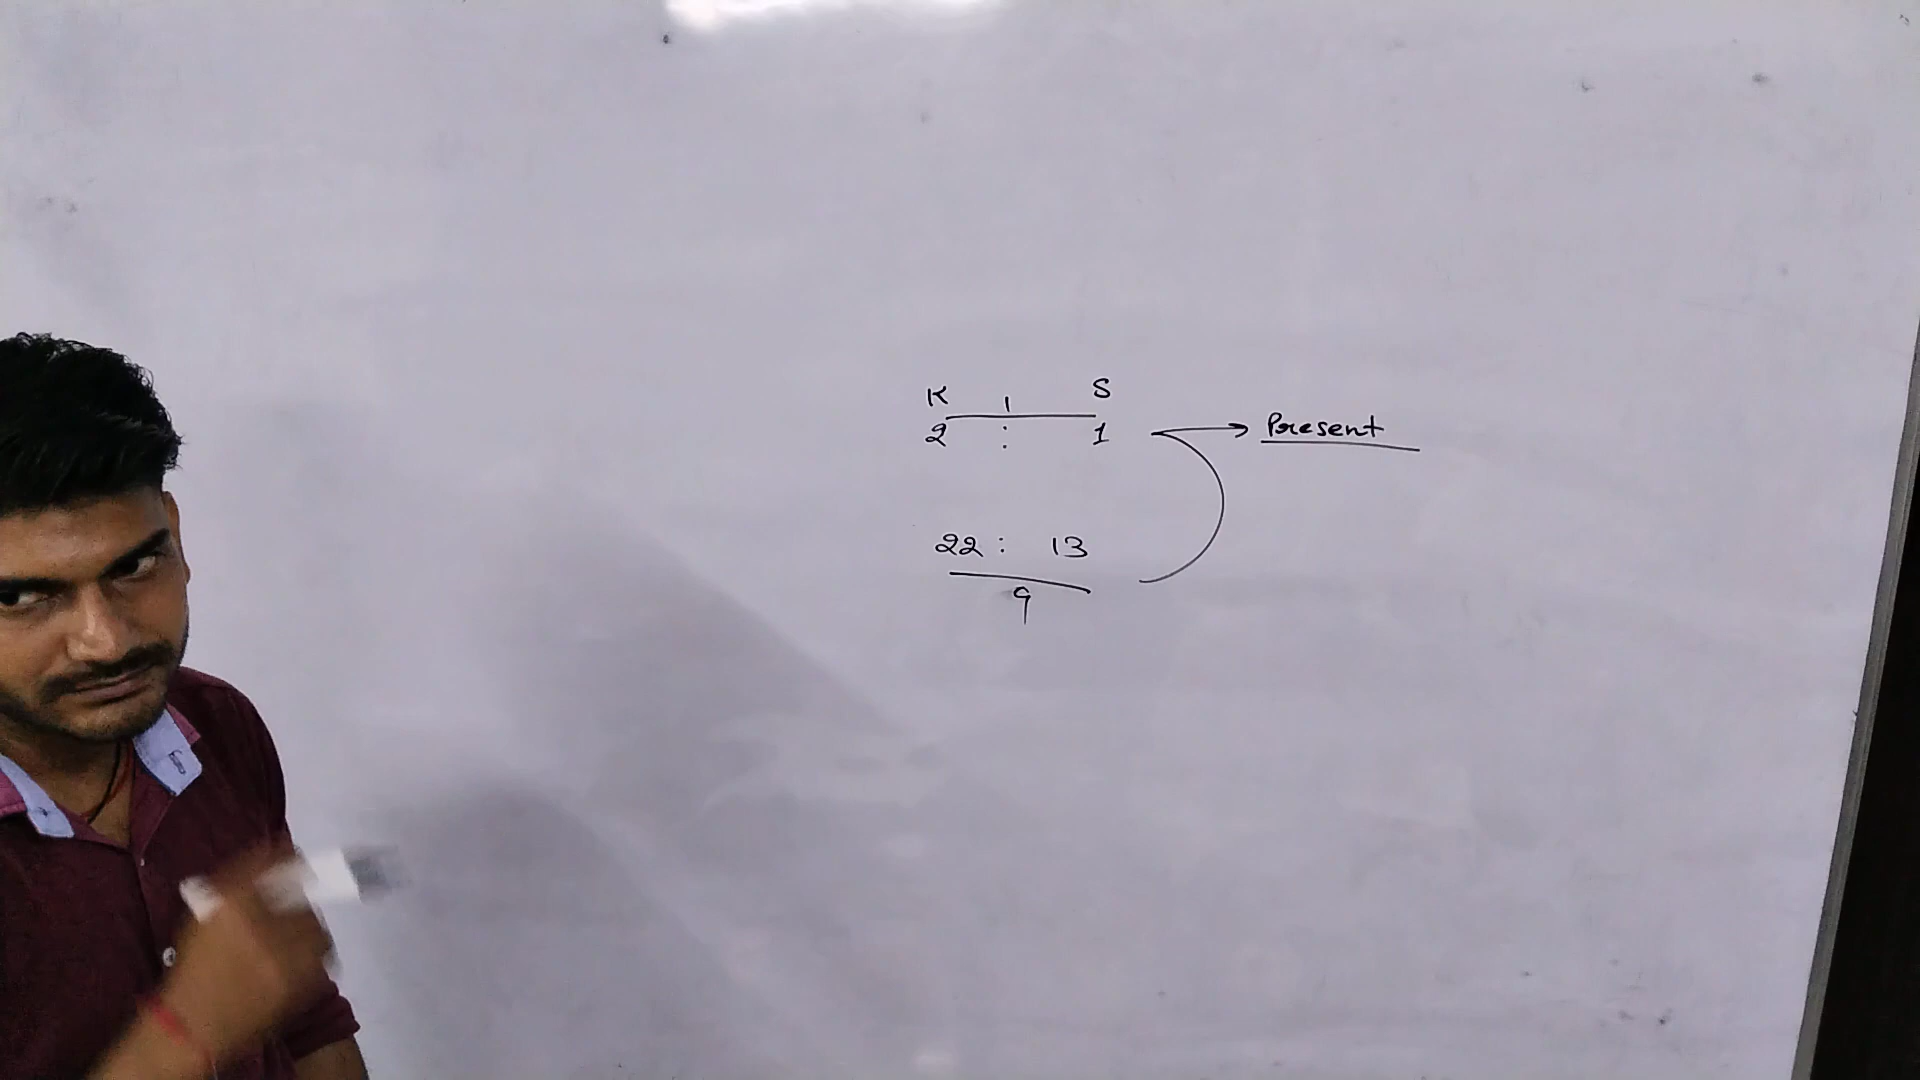 K 1 S
2 : 1 → Present
22 : 13
9